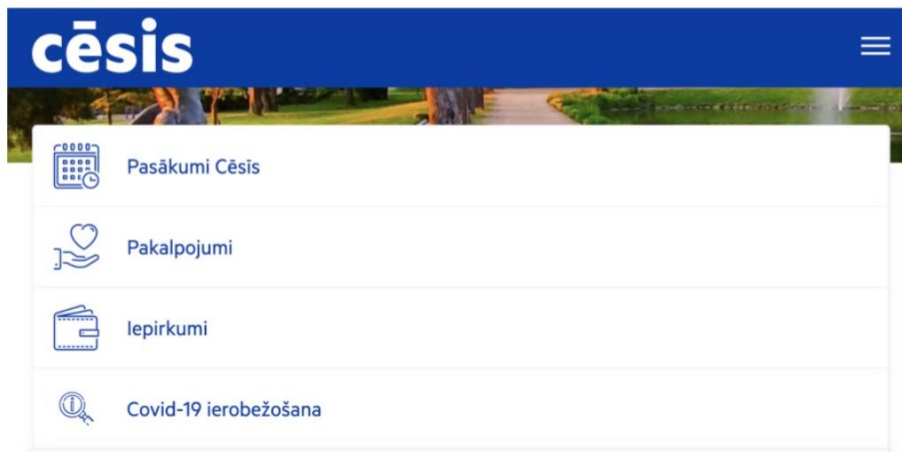 cēsis
Pasākumi Cēsīs
Pakalpojumi
Iepirkumi
Covid-19 ierobežošana